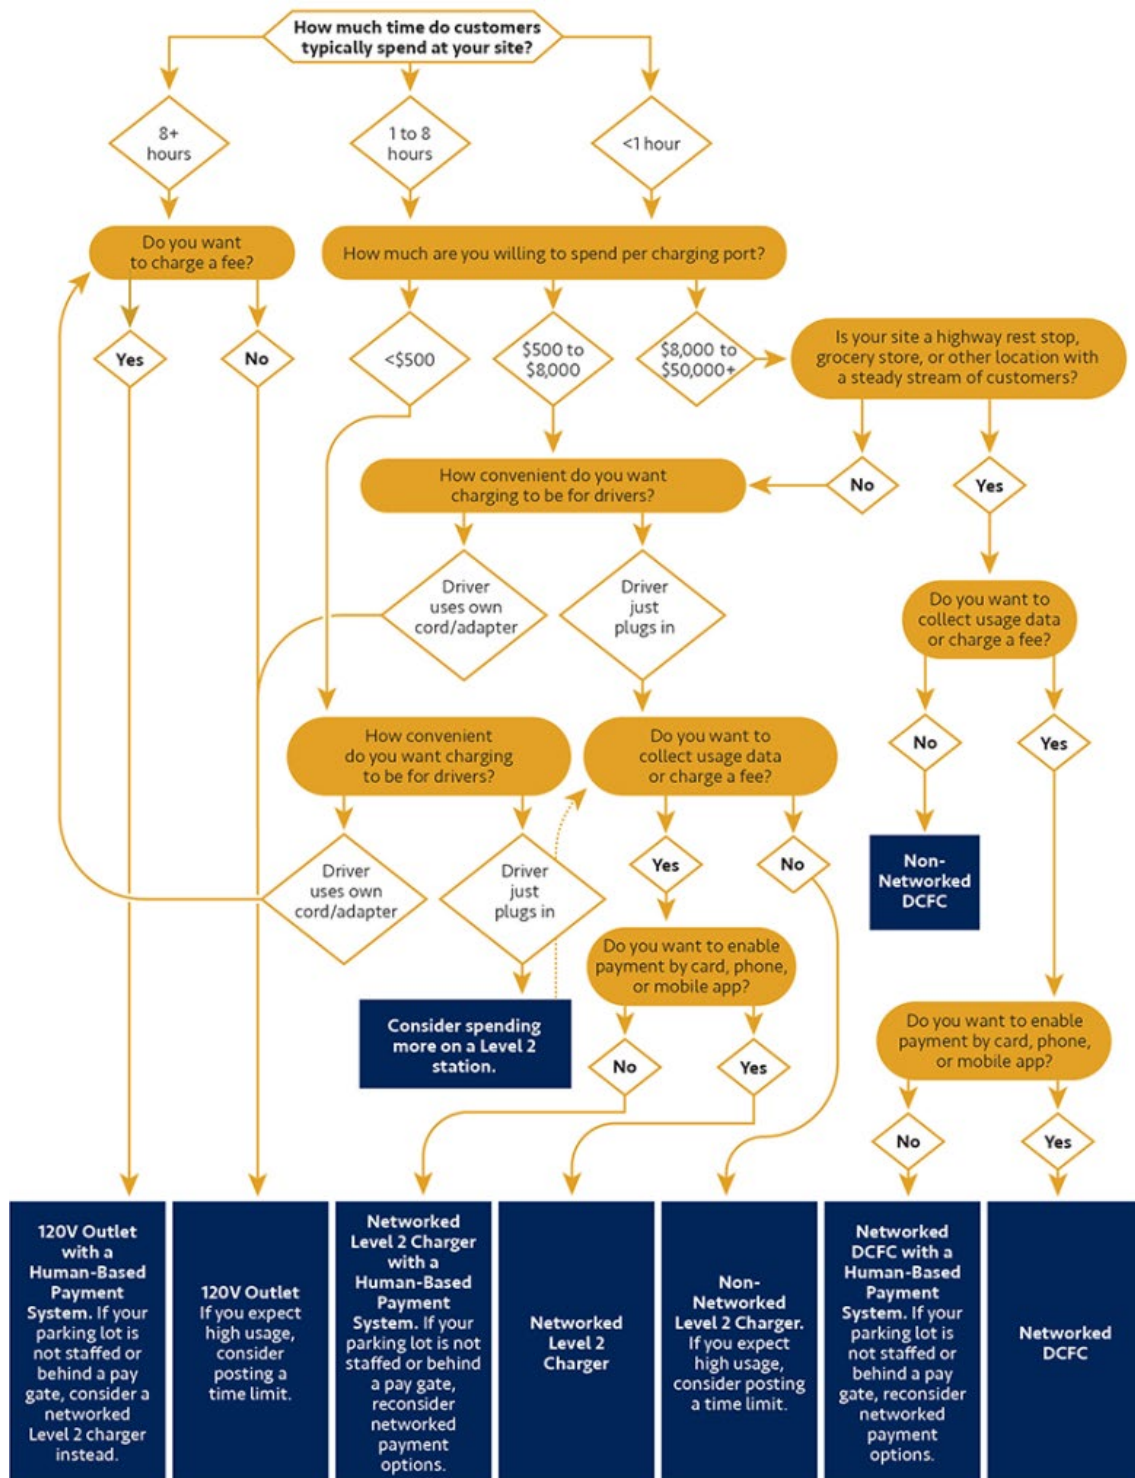 How much time do customers
typically spend at your site?
8+
hours
1 to 8
hours
<1 hour
Do you want
to charge a fee?
How much are you willing to spend per charging port?
Yes
No
<$500
$500 to
$8,000
$8,000 to
$50,000+
Is your site a highway rest stop,
grocery store, or other location with
a steady stream of customers?
How convenient do you want
charging to be for drivers?
No
Yes
Driver
uses own
cord/adapter
Driver
just
plugs in
Do you want to
collect usage data
or charge a fee?
How convenient
do you want charging
to be for drivers?
Do you want to
collect usage data
or charge a fee?
No
Yes
Driver
uses own
cord/adapter
Driver
just
plugs in
Yes
No
Non-
Networked
DCFC
Do you want to enable
payment by card, phone,
or mobile app?
Consider spending
more on a Level 2
station.
No
Yes
Do you want to enable
payment by card, phone,
or mobile app?
No
Yes
120V Outlet
with a
Human-Based
Payment
System. If your
parking lot is
not staffed or
behind a pay
gate, consider a
networked
Level 2 charger
instead.
120V Outlet
If you expect
high usage,
consider
posting a
time limit.
Networked
Level 2 Charger
with a
Human-Based
Payment
System. If your
parking lot is not
staffed or behind
a pay gate,
reconsider
networked
payment
options.
Networked
Level 2
Charger
Non-
Networked
Level 2 Charger.
If you expect
high usage,
consider posting
a time limit.
Networked
DCFC with a
Human-Based
Payment
System. If your
parking lot is
not staffed or
behind a pay
gate, reconsider
networked
payment
options.
Networked
DCFC